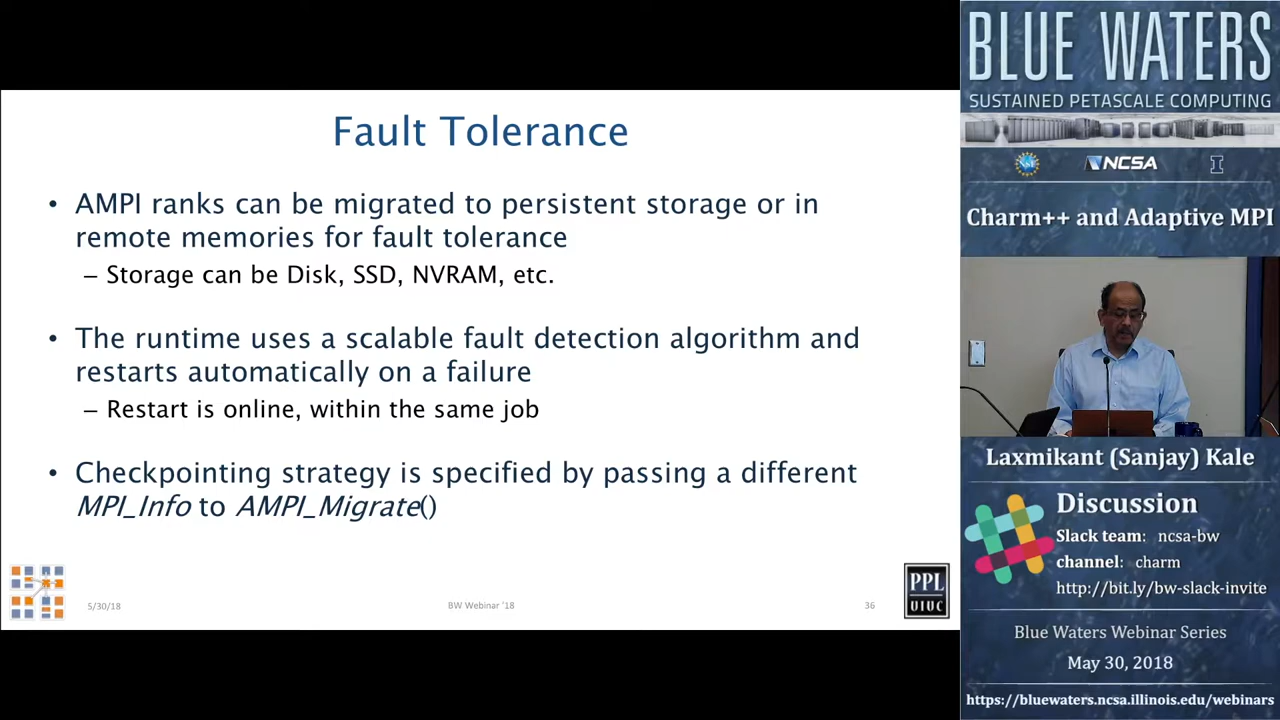 Fault Tolerance
• AMPI ranks can be migrated to persistent storage or in
remote memories for fault tolerance
– Storage can be Disk, SSD, NVRAM, etc.
• The runtime uses a scalable fault detection algorithm and
restarts automatically on a failure
– Restart is online, within the same job
• Checkpointing strategy is specified by passing a different
MPI_Info to AMPI_Migrate()
5/30/18
BW Webinar '18
36
PPL
UIUC
BLUE WATERS
SUSTAINED PETASCALE COMPUTING
NCSA
I
Charm++ and Adaptive MPI
Laxmikant (Sanjay) Kale
Discussion
Slack team: ncsa-bw
channel: charm
http://bit.ly/bw-slack-invite
Blue Waters Webinar Series
May 30, 2018
https://bluewaters.ncsa.illinois.edu/webinars